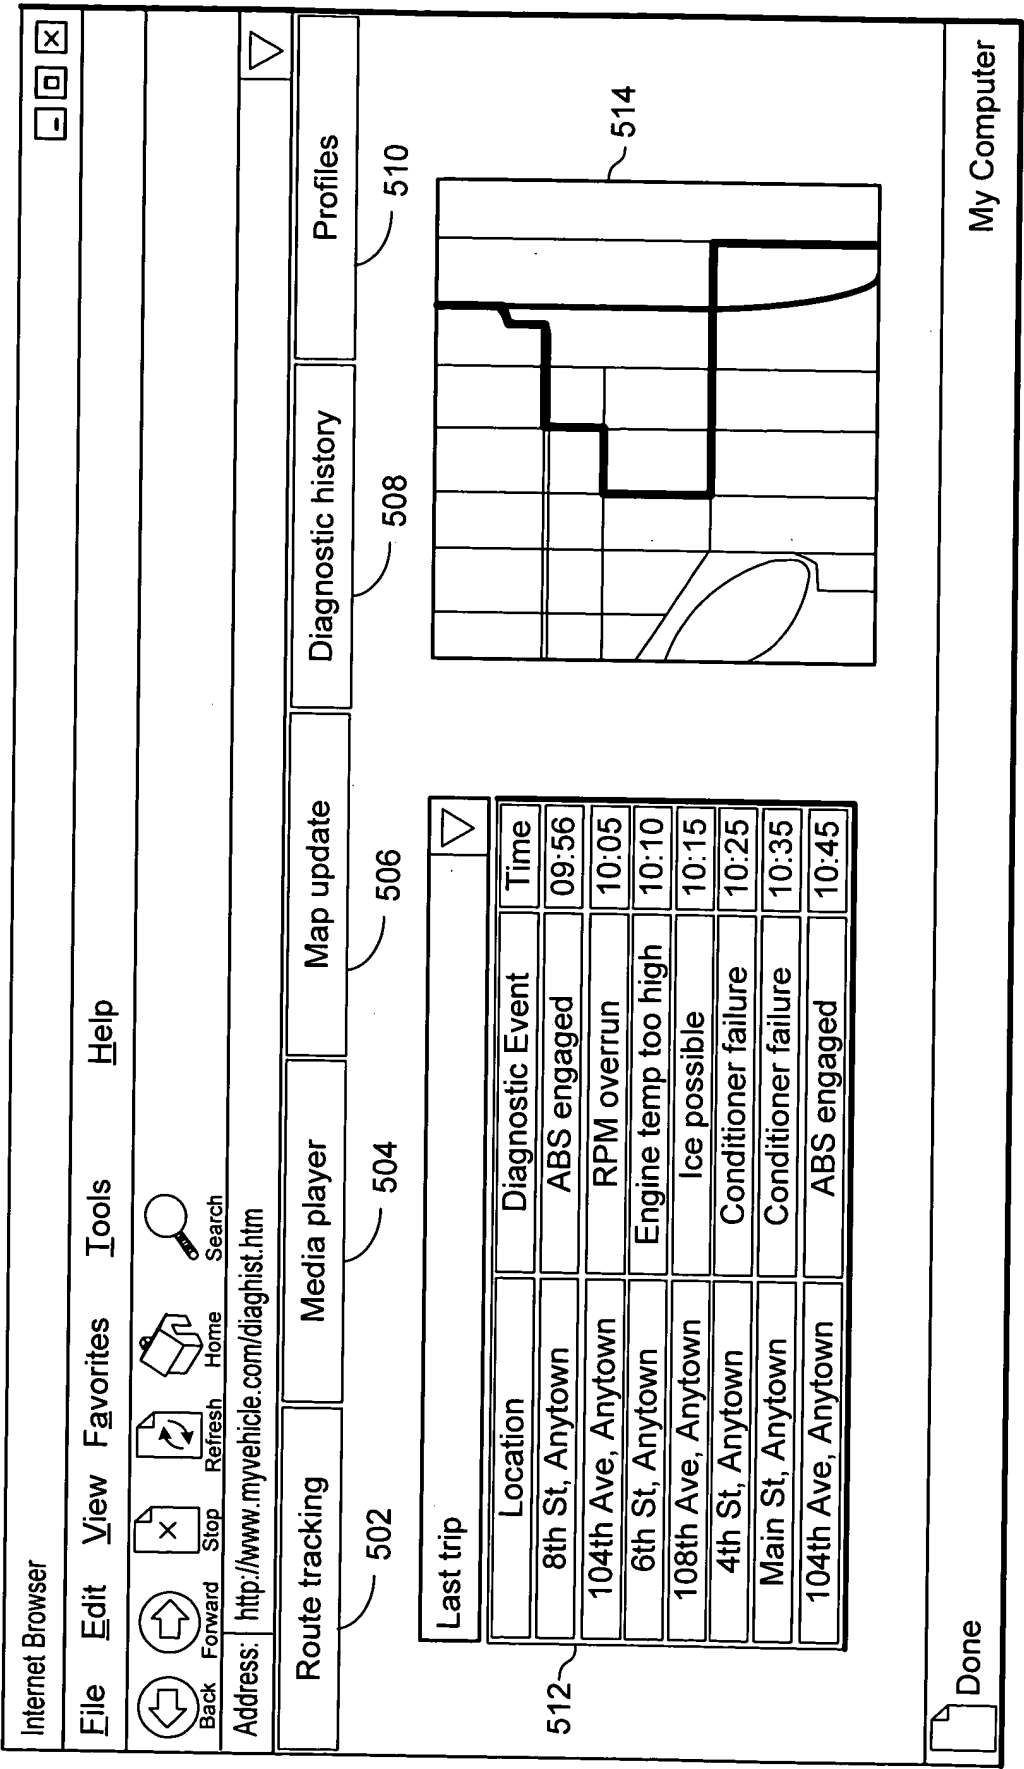 Internet Browser
File Edit View Favorites Tools Help
Back Forward Stop Refresh Home Search
Address: http://www.myvehicle.com/diaghist.htm
Route tracking Media player Map update Diagnostic history Profiles
502 504 506 508 510
Last trip
Location Diagnostic Event Time
8th St, Anytown ABS engaged 09:56
104th Ave, Anytown RPM overrun 10:05
6th St, Anytown Engine temp too high 10:10
108th Ave, Anytown Ice possible 10:15
4th St, Anytown Conditioner failure 10:25
Main St, Anytown Conditioner failure 10:35
104th Ave, Anytown ABS engaged 10:45
512
514
Done My Computer